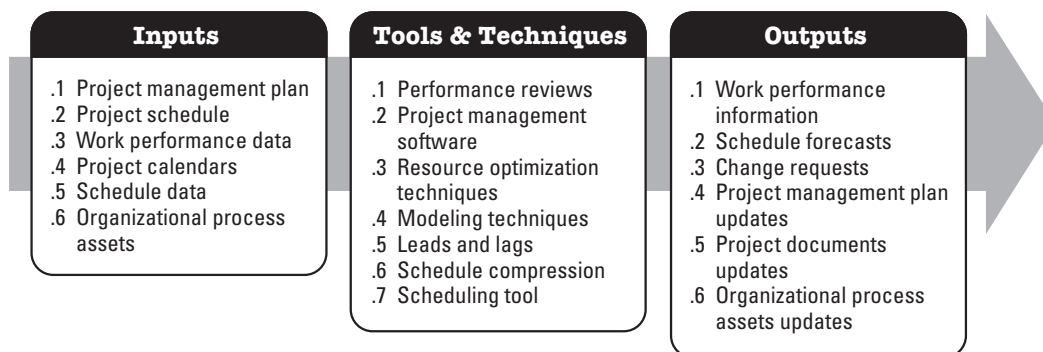 Inputs
.1 Project management plan
.2 Project schedule
.3 Work performance data
.4 Project calendars
.5 Schedule data
.6 Organizational process
assets
Tools & Techniques
.1 Performance reviews
.2 Project management
software
.3 Resource optimization
techniques
.4 Modeling techniques
.5 Leads and lags
.6 Schedule compression
.7 Scheduling tool
Outputs
.1 Work performance
information
.2 Schedule forecasts
.3 Change requests
.4 Project management plan
updates
.5 Project documents
updates
.6 Organizational process
assets updates